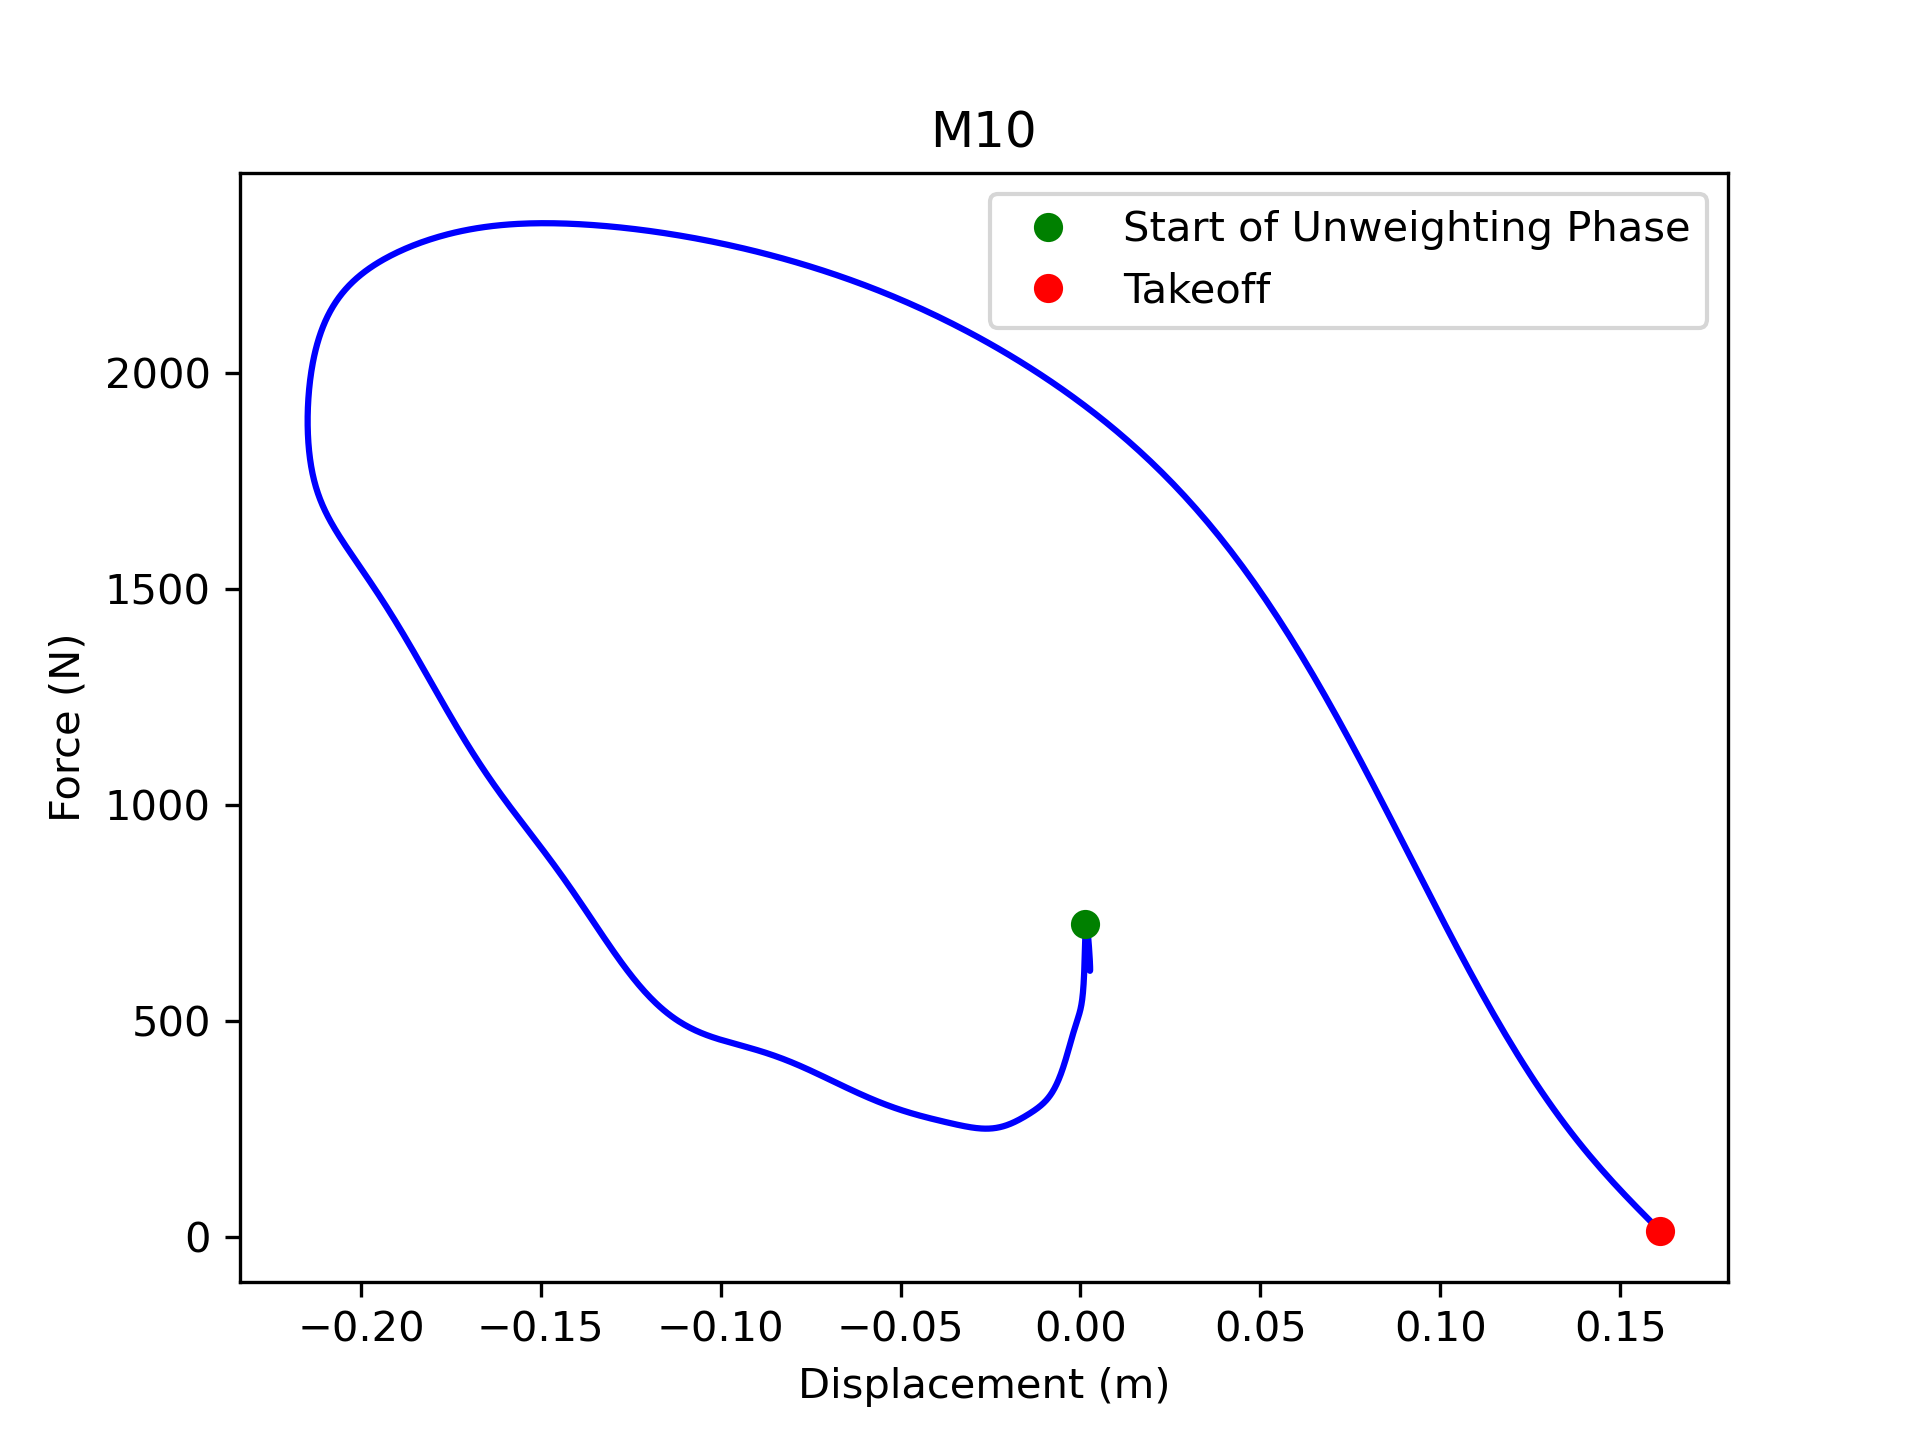 M10
Start of Unweighting Phase
Takeoff
Force (N)
2000
1500
1000
500
0
−0.20 −0.15 −0.10 −0.05 0.00 0.05 0.10 0.15
Displacement (m)